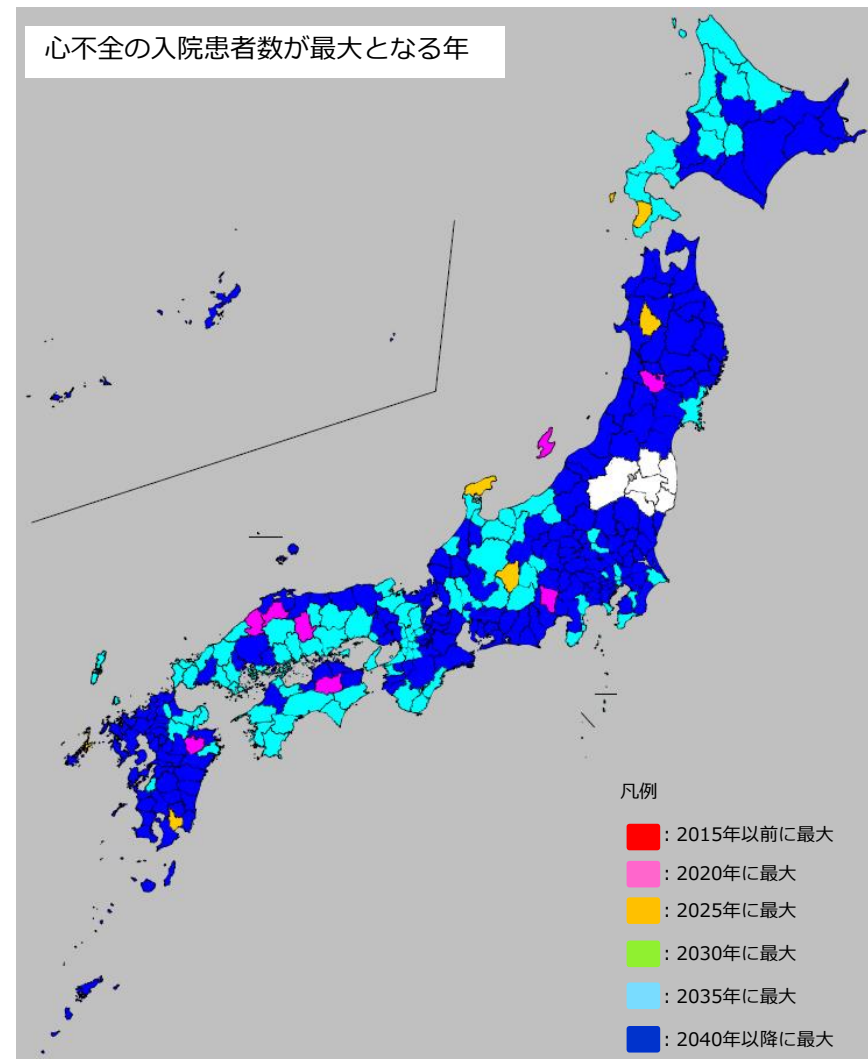 心不全の入院患者数が最大となる年
凡例
：2015年以前に最大
：2020年に最大
：2025年に最大
：2030年に最大
：2035年に最大
：2040年以降に最大